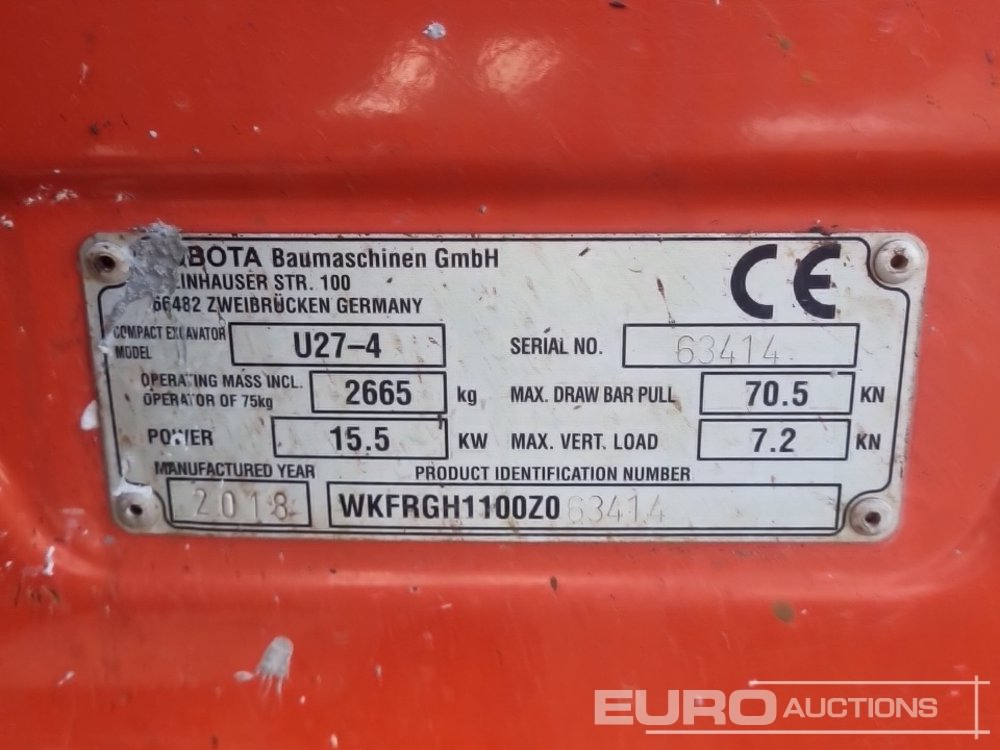 BOTA Baumaschinen GmbH
EINHAUSER STR. 100
66482 ZWEIBRÜCKEN GERMANY
CE
COMPACT EXCAVATOR MODEL U27-4 SERIAL NO. 63414
OPERATING MASS INCL. OPERATOR OF 75kg 2665 kg MAX. DRAW BAR PULL 70.5 KN
POWER 15.5 KW MAX. VERT. LOAD 7.2 KN
MANUFACTURED YEAR PRODUCT IDENTIFICATION NUMBER
2018 WKFRGH1100Z063414
EURO AUCTIONS